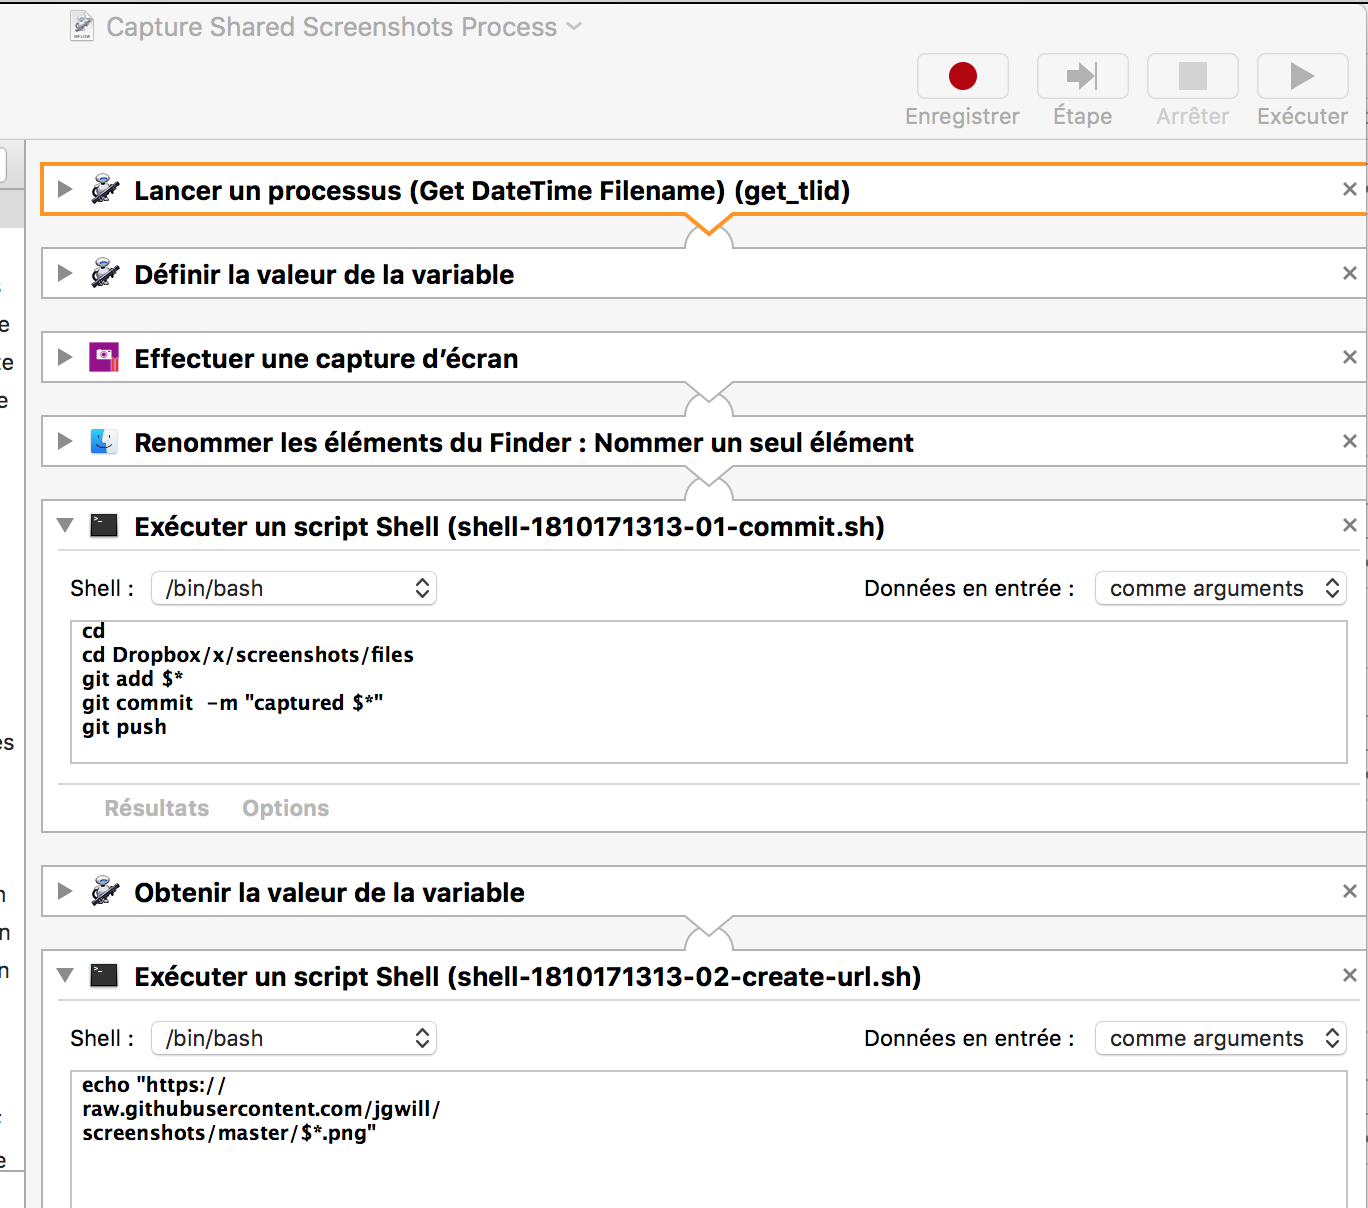 Capture Shared Screenshots Process
Enregistrer Étape Arrêter Exécuter
Lancer un processus (Get DateTime Filename) (get_tlid)
Définir la valeur de la variable
Effectuer une capture d’écran
Renommer les éléments du Finder : Nommer un seul élément
Exécuter un script Shell (shell-1810171313-01-commit.sh)
Shell : /bin/bash Données en entrée : comme arguments
cd
cd Dropbox/x/screenshots/files
git add $*
git commit  -m "captured $*"
git push
Résultats Options
Obtenir la valeur de la variable
Exécuter un script Shell (shell-1810171313-02-create-url.sh)
Shell : /bin/bash Données en entrée : comme arguments
echo "https://
raw.githubusercontent.com/jgwill/
screenshots/master/$*.png"